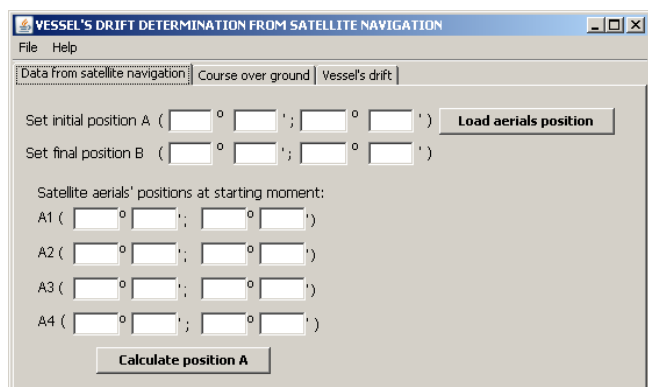 VESSEL'S DRIFT DETERMINATION FROM SATELLITE NAVIGATION
File Help
Data from satellite navigation Course over ground Vessel's drift
Set initial position A ( º ' ; º ' ) Load aerials position
Set final position B ( º ' ; º ' )
Satellite aerials' positions at starting moment:
A1 ( º ' ; º ' )
A2 ( º ' ; º ' )
A3 ( º ' ; º ' )
A4 ( º ' ; º ' )
Calculate position A